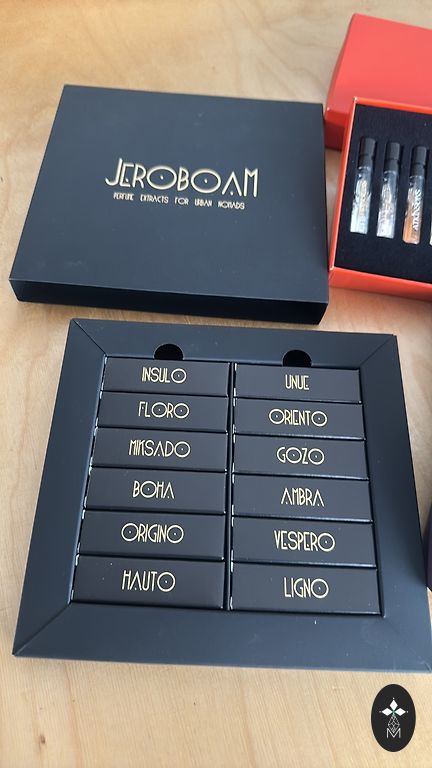 JEROBOAM
PERFUME EXTRACTS FOR URBAN NOMADS
INSULO
UNUE
FLORO
ORIENTO
MIKSADO
GOZO
BOHA
AMBRA
ORIGINO
VESPERO
HAUTO
LIGNO
M